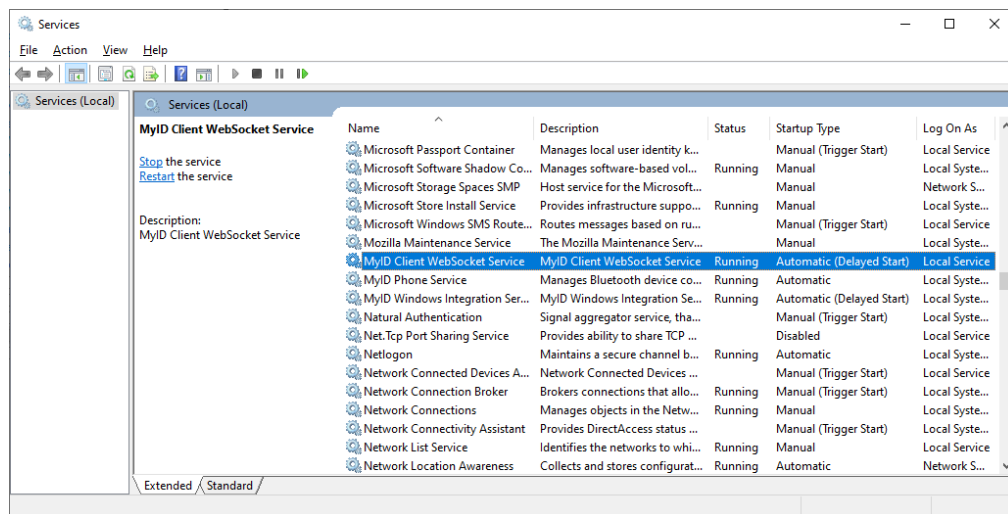 Services
File Action View Help
Services (Local)
Services (Local)
MyID Client WebSocket Service
Stop the service
Restart the service
Description:
MyID Client WebSocket Service
Name Description Status Startup Type Log On As
Microsoft Passport Container Manages local user identity k... Manual (Trigger Start) Local Service
Microsoft Software Shadow Co... Manages software-based vol... Running Manual Local Syste...
Microsoft Storage Spaces SMP Host service for the Microsoft... Manual Network S...
Microsoft Store Install Service Provides infrastructure suppo... Running Manual Local Syste...
Microsoft Windows SMS Route... Routes messages based on ru... Manual (Trigger Start) Local Service
Mozilla Maintenance Service The Mozilla Maintenance Serv... Manual Local Syste...
MyID Client WebSocket Service MyID Client WebSocket Service Running Automatic (Delayed Start) Local Service
MyID Phone Service Manages Bluetooth device co... Running Automatic Local Syste...
MyID Windows Integration Ser... MyID Windows Integration Se... Running Automatic (Delayed Start) Local Syste...
Natural Authentication Signal aggregator service, tha... Manual (Trigger Start) Local Syste...
Net.Tcp Port Sharing Service Provides ability to share TCP ... Disabled Local Service
Netlogon Maintains a secure channel b... Running Automatic Local Syste...
Network Connected Devices A... Network Connected Devices ... Manual (Trigger Start) Local Service
Network Connection Broker Brokers connections that allo... Running Manual (Trigger Start) Local Syste...
Network Connections Manages objects in the Netw... Running Manual Local Syste...
Network Connectivity Assistant Provides DirectAccess status ... Manual (Trigger Start) Local Syste...
Network List Service Identifies the networks to whi... Running Manual Local Service
Network Location Awareness Collects and stores configurat... Running Automatic Network S...
Extended Standard